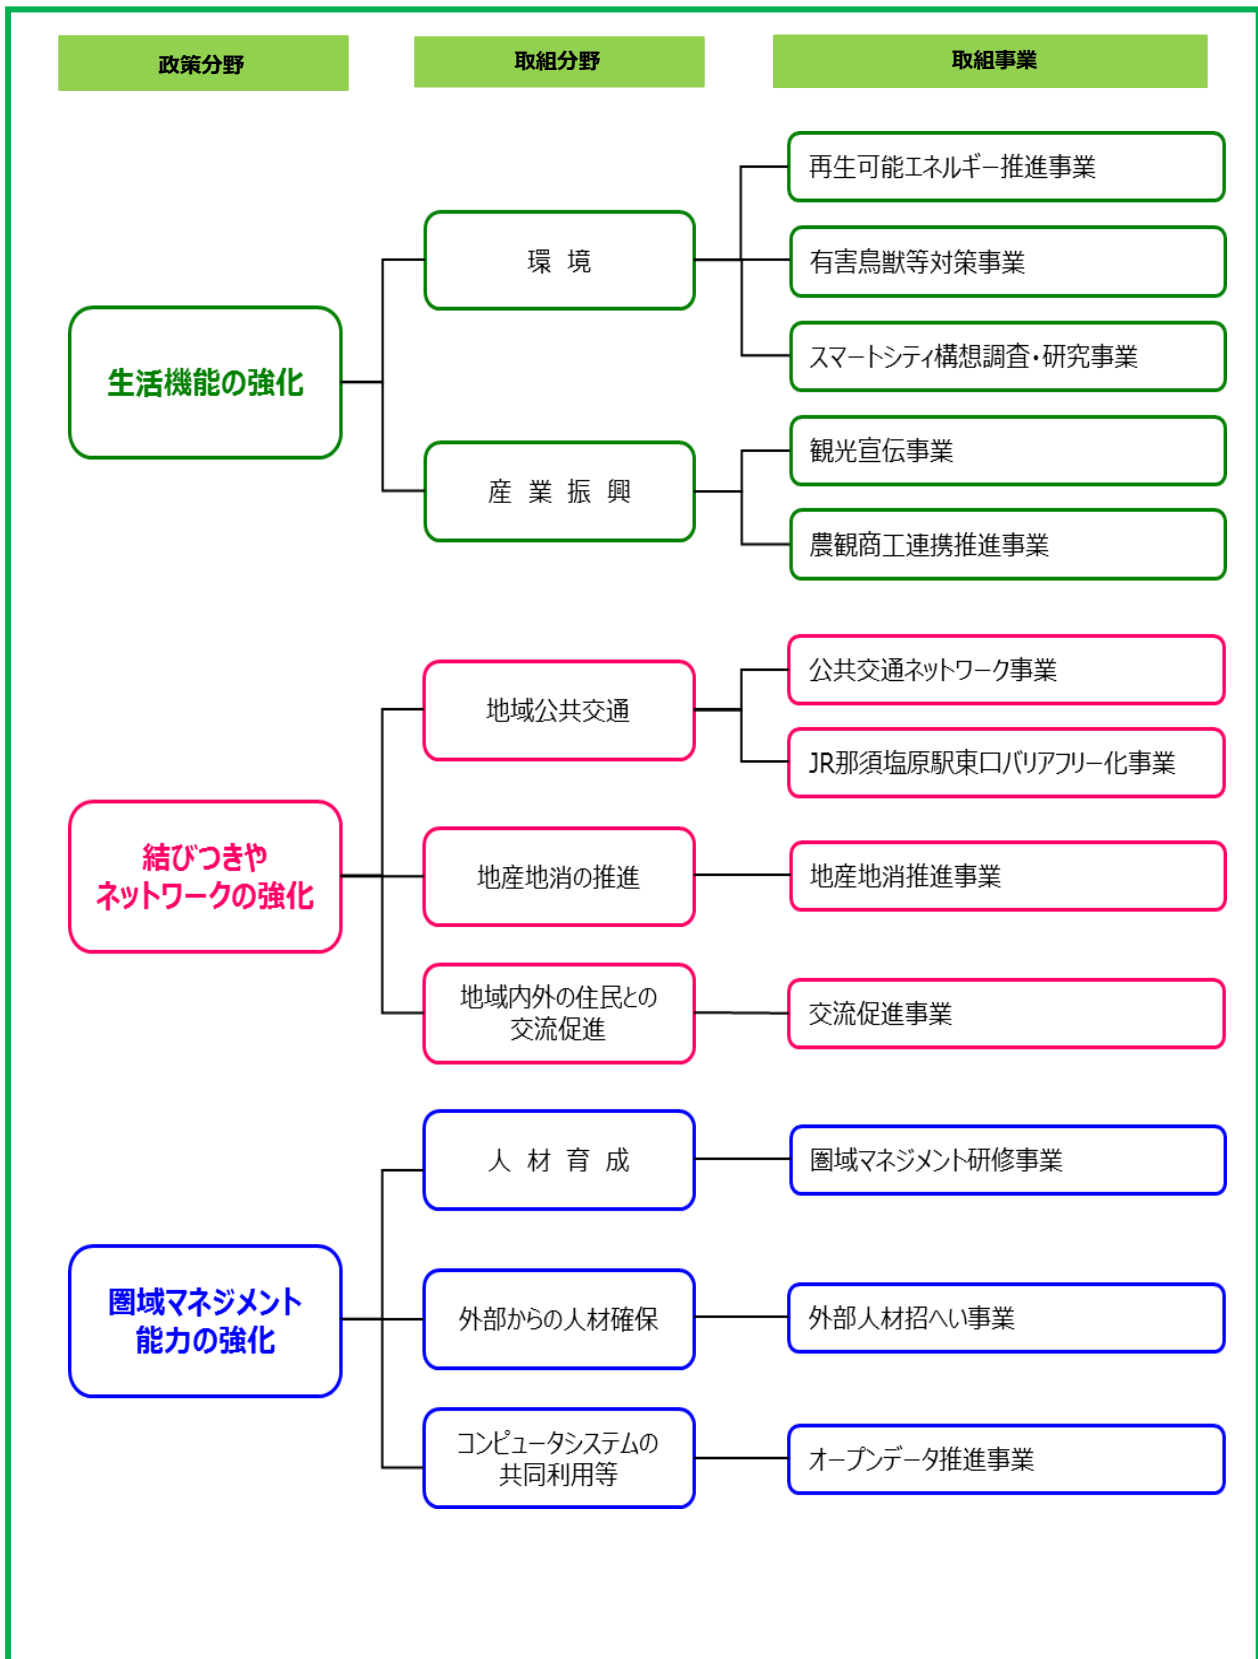 政策分野
取組分野
取組事業
生活機能の強化
環 境
再生可能エネルギー推進事業
有害鳥獣等対策事業
スマートシティ構想調査・研究事業
産 業 振 興
観光宣伝事業
農観商工連携推進事業
結びつきや
ネットワークの強化
地域公共交通
公共交通ネットワーク事業
JR那須塩原駅東口バリアフリー化事業
地産地消の推進
地産地消推進事業
地域内外の住民との
交流促進
交流促進事業
圏域マネジメント
能力の強化
人 材 育 成
圏域マネジメント研修事業
外部からの人材確保
外部人材招へい事業
コンピュータシステムの
共同利用等
オープンデータ推進事業